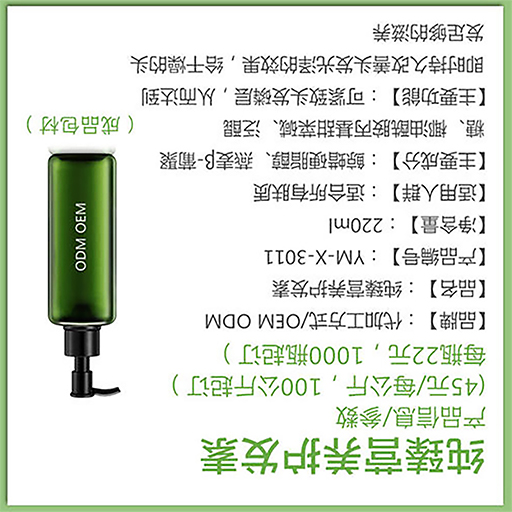 纯臻营养护发素
产品信息/参数
(45元/每公斤，100公斤起订 )
每瓶22元，1000瓶起订 )
【品牌】：代加工方式/OEM ODM
【品名】：纯臻营养护发素
【产品编号】：YM-X-3011
【净含量】：220ml
【适用人群】：适合所有肤质
【主要成分】：鲸蜡硬脂醇、燕麦β-葡聚
糖、椰油酰胺丙基甜菜碱、泛醌
【主要功能】：可紧致头发磷层，从而达到
即时持久改善头发光泽的效果，给干燥的头
发足够的滋养
ODM OEM
( 成品包材 )